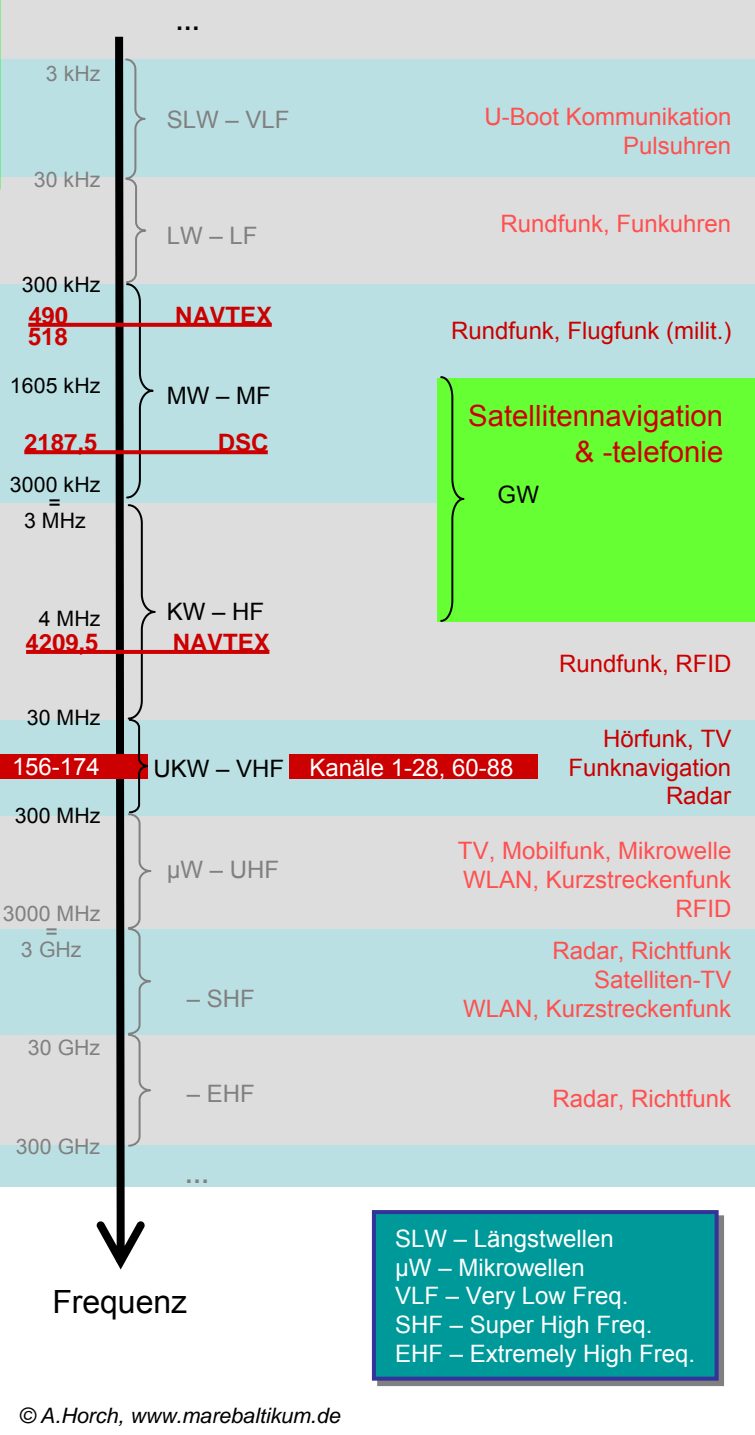 ...
3 kHz
SLW – VLF
U-Boot Kommunikation
Pulsuhren
30 kHz
LW – LF
Rundfunk, Funkuhren
300 kHz
490
NAVTEX
518
Rundfunk, Flugfunk (milit.)
1605 kHz
MW – MF
Satellitennavigation
& -telefonie
2187,5
DSC
3000 kHz
=
3 MHz
GW
4 MHz
KW – HF
4209,5
NAVTEX
Rundfunk, RFID
30 MHz
156-174
UKW – VHF
Kanäle 1-28, 60-88
Hörfunk, TV
Funknavigation
Radar
300 MHz
µW – UHF
TV, Mobilfunk, Mikrowelle
WLAN, Kurzstreckenfunk
RFID
3000 MHz
=
3 GHz
– SHF
Radar, Richtfunk
Satelliten-TV
WLAN, Kurzstreckenfunk
30 GHz
– EHF
Radar, Richtfunk
300 GHz
...
Frequenz
SLW – Längstwellen
µW – Mikrowellen
VLF – Very Low Freq.
SHF – Super High Freq.
EHF – Extremely High Freq.
© A.Horch, www.marebaltikum.de